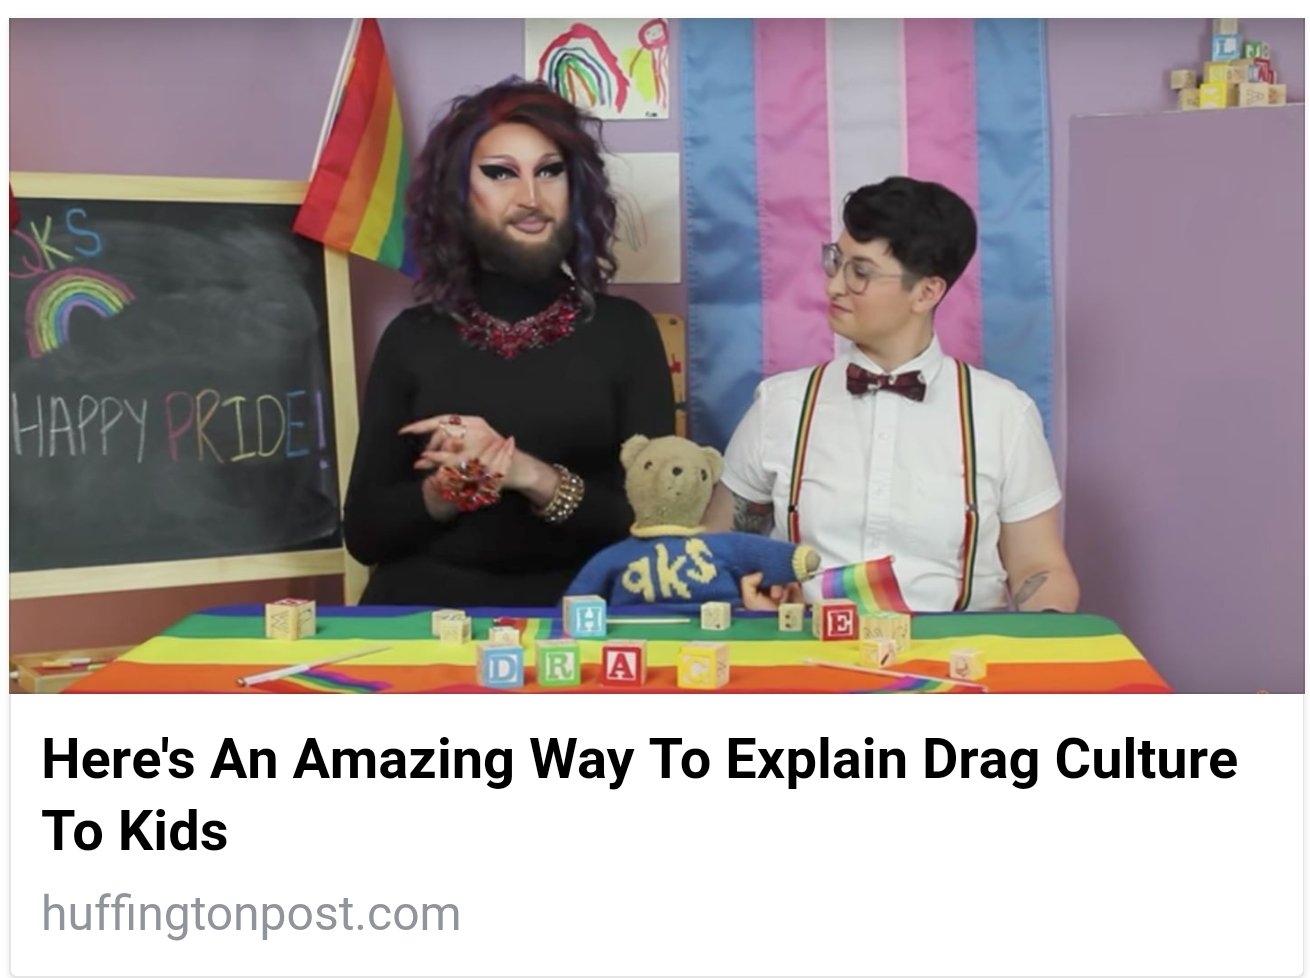 QKS
HAPPY PRIDE!
qks
H
E
D R A G
Here's An Amazing Way To Explain Drag Culture
To Kids
huffingtonpost.com